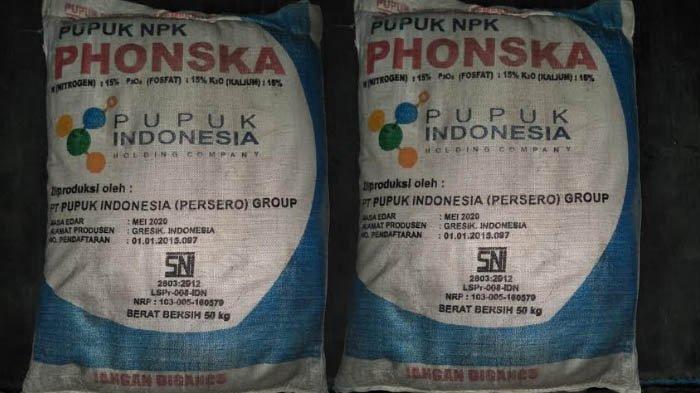 PUPUK NPK
PHONSKA
N (NITROGEN) : 15% P₂O₅ (FOSFAT) : 15% K₂O (KALIUM) : 15%
PUPUK
INDONESIA
HOLDING COMPANY
Diproduksi oleh :
PT PUPUK INDONESIA (PERSERO) GROUP
MASA EDAR : MEI 2020
ALAMAT PRODUSEN : GRESIK. INDONESIA
NO. PENDAFTARAN : 01.01.2015.097
SNI
2803:2012
LSPr-008-IDN
NRP : 103-005-160579
BERAT BERSIH 50 kg
JANGAN DIGANCO
PUPUK NPK
PHONSKA
N (NITROGEN) : 15% P₂O₅ (FOSFAT) : 15% K₂O (KALIUM) : 15%
PUPUK
INDONESIA
HOLDING COMPANY
Diproduksi oleh :
PT PUPUK INDONESIA (PERSERO) GROUP
MASA EDAR : MEI 2020
ALAMAT PRODUSEN : GRESIK. INDONESIA
NO. PENDAFTARAN : 01.01.2015.097
SNI
2803:2012
LSPr-008-IDN
NRP : 103-005-160579
BERAT BERSIH 50 kg
JANGAN DIGANCO